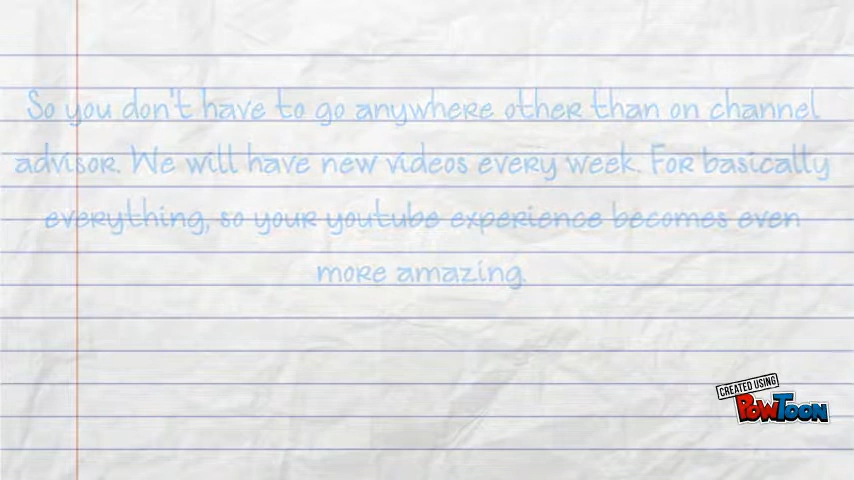 So you don't have to go anywhere other than on channel
advisor. We will have new videos every week. For basically
everything, so your youtube experience becomes even
more amazing.
CREATED USING
POWTOON